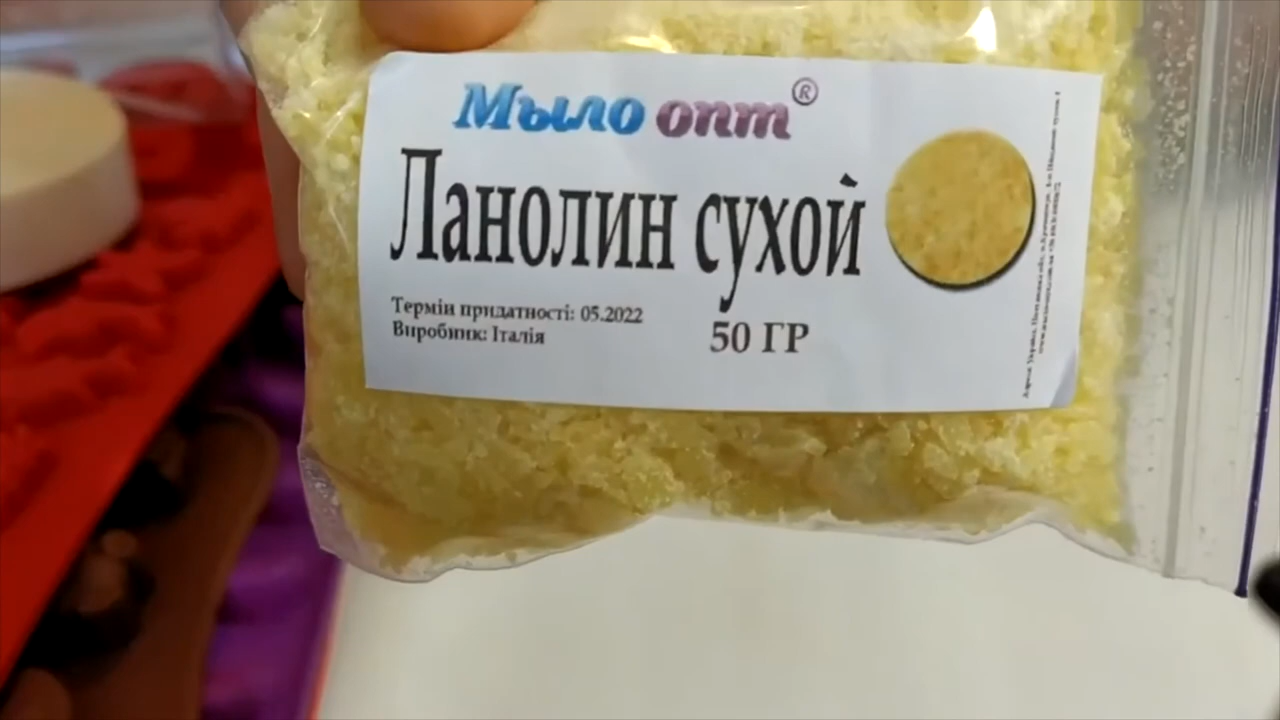 Мыло опт®
Ланолин сухой
Термін придатності: 05.2022
Виробник: Італія
50 ГР